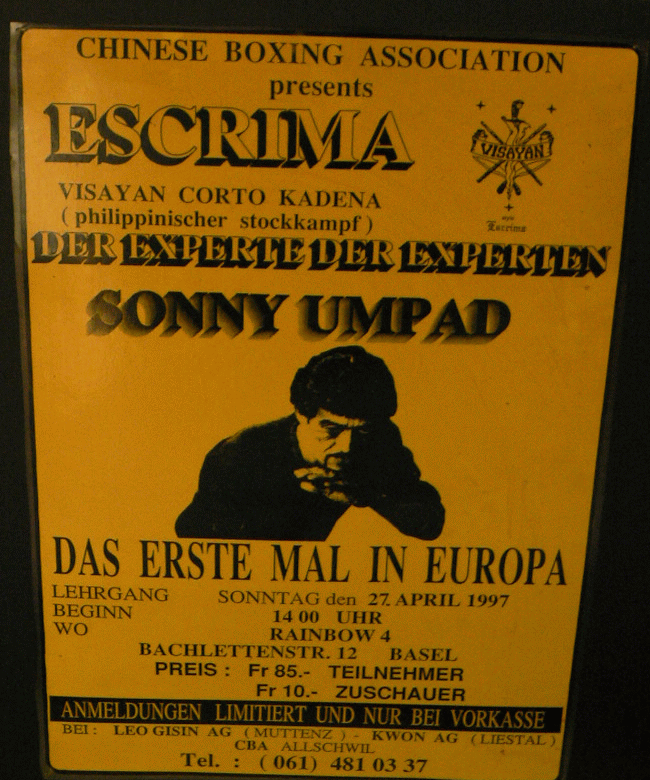 CHINESE BOXING ASSOCIATION
presents
ESCRIMA
VISAYAN
eye
Escrima
VISAYAN CORTO KADENA
(philippinischer stockkampf)
DER EXPERTE DER EXPERTEN
SONNY UMPAD
DAS ERSTE MAL IN EUROPA
LEHRGANG SONNTAG den 27. APRIL 1997
BEGINN 14 00 UHR
WO RAINBOW 4
BACHLETTENSTR. 12 BASEL
PREIS : Fr 85.- TEILNEHMER
Fr 10.- ZUSCHAUER
ANMELDUNGEN LIMITIERT UND NUR BEI VORKASSE
BEI : LEO GISIN AG (MUTTENZ) - KWON AG (LIESTAL)
CBA ALLSCHWIL
Tel. : (061) 481 03 37